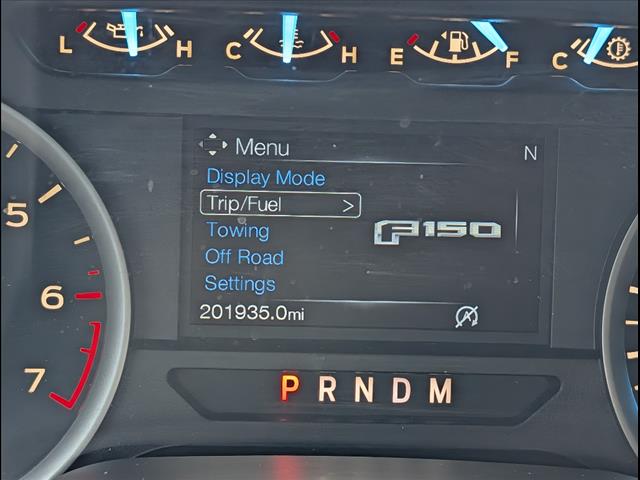 L H C H E F C
Menu
N
Display Mode
Trip/Fuel >
Towing
F150
Off Road
Settings
201935.0mi
A
5
6
7
P R N D M